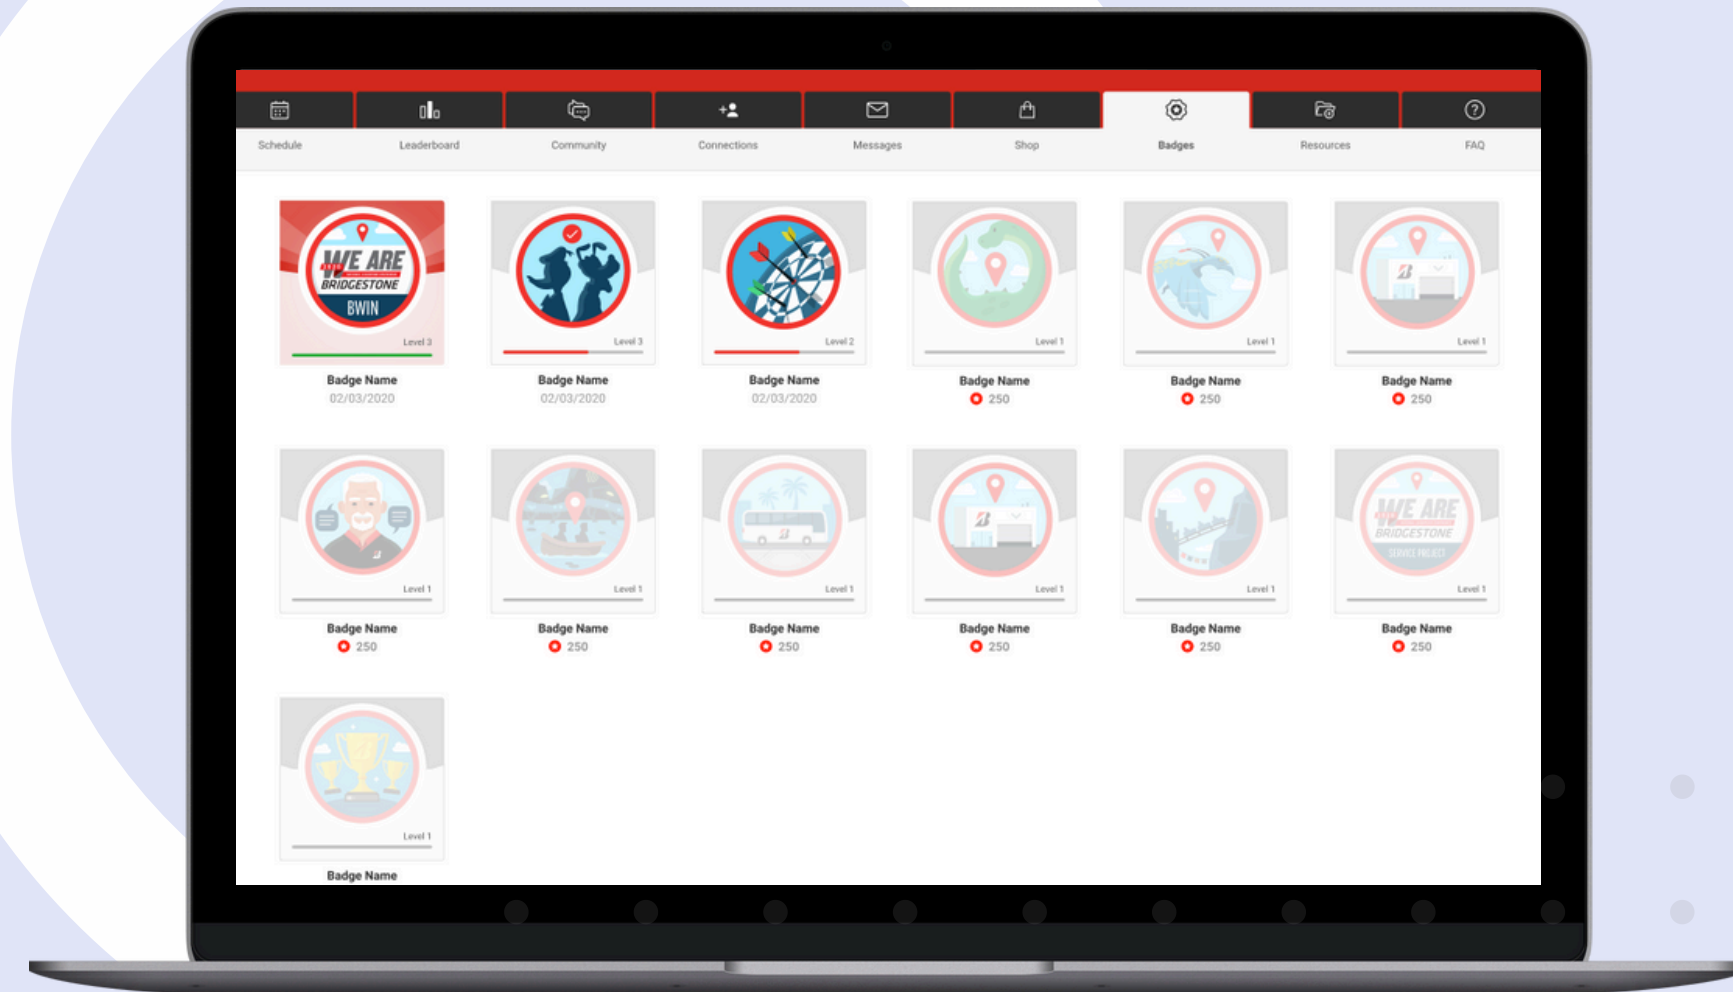 Schedule Leaderboard Community Connections Messages Shop Badges Resources FAQ
WE ARE
BRIDGESTONE
BWIN
Level 3 Level 3 Level 2 Level 1 Level 1 Level 1
Badge Name Badge Name Badge Name Badge Name Badge Name Badge Name
02/03/2020 02/03/2020 02/03/2020 250 250 250
WE ARE
BRIDGESTONE
SERVICE PROJECT
Level 1 Level 1 Level 1 Level 1 Level 1 Level 1
Badge Name Badge Name Badge Name Badge Name Badge Name Badge Name
250 250 250 250 250 250
Level 1
Badge Name